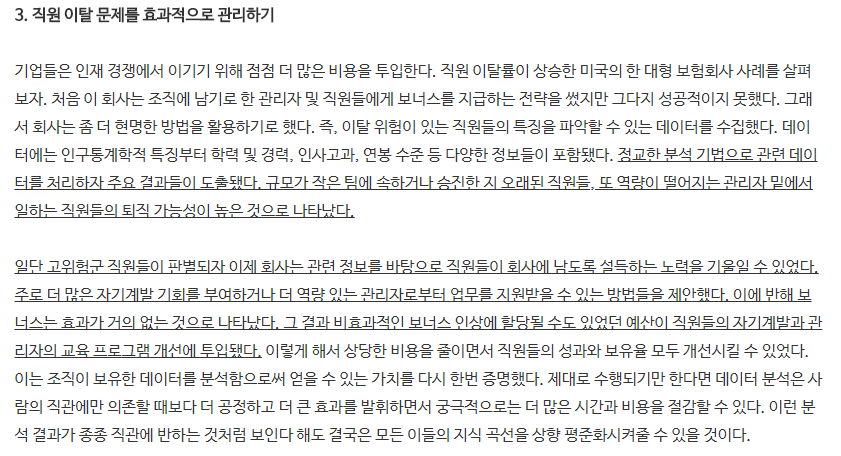 3. 직원 이탈 문제를 효과적으로 관리하기
기업들은 인재 경쟁에서 이기기 위해 점점 더 많은 비용을 투입한다. 직원 이탈률이 상승한 미국의 한 대형 보험회사 사례를 살펴
보자. 처음 이 회사는 조직에 남기로 한 관리자 및 직원들에게 보너스를 지급하는 전략을 썼지만 그다지 성공적이지 못했다. 그래
서 회사는 좀 더 현명한 방법을 활용하기로 했다. 즉, 이탈 위험이 있는 직원들의 특징을 파악할 수 있는 데이터를 수집했다. 데이
터에는 인구통계학적 특징부터 학력 및 경력, 인사고과, 연봉 수준 등 다양한 정보들이 포함됐다. 정교한 분석 기법으로 관련 데이
터를 처리하자 주요 결과들이 도출됐다. 규모가 작은 팀에 속하거나 승진한 지 오래된 직원들, 또 역량이 떨어지는 관리자 밑에서
일하는 직원들의 퇴직 가능성이 높은 것으로 나타났다.
일단 고위험군 직원들이 판별되자 이제 회사는 관련 정보를 바탕으로 직원들이 회사에 남도록 설득하는 노력을 기울일 수 있었다.
주로 더 많은 자기계발 기회를 부여하거나 더 역량 있는 관리자로부터 업무를 지원받을 수 있는 방법들을 제안했다. 이에 반해 보
너스는 효과가 거의 없는 것으로 나타났다. 그 결과 비효과적인 보너스 인상에 할당될 수도 있었던 예산이 직원들의 자기계발과 관
리자의 교육 프로그램 개선에 투입됐다. 이렇게 해서 상당한 비용을 줄이면서 직원들의 성과와 보유율 모두 개선시킬 수 있었다.
이는 조직이 보유한 데이터를 분석함으로써 얻을 수 있는 가치를 다시 한번 증명했다. 제대로 수행되기만 한다면 데이터 분석은 사
람의 직관에만 의존할 때보다 더 공정하고 더 큰 효과를 발휘하면서 궁극적으로는 더 많은 시간과 비용을 절감할 수 있다. 이런 분
석 결과가 종종 직관에 반하는 것처럼 보인다 해도 결국은 모든 이들의 지식 곡선을 상향 평준화시켜줄 수 있을 것이다.